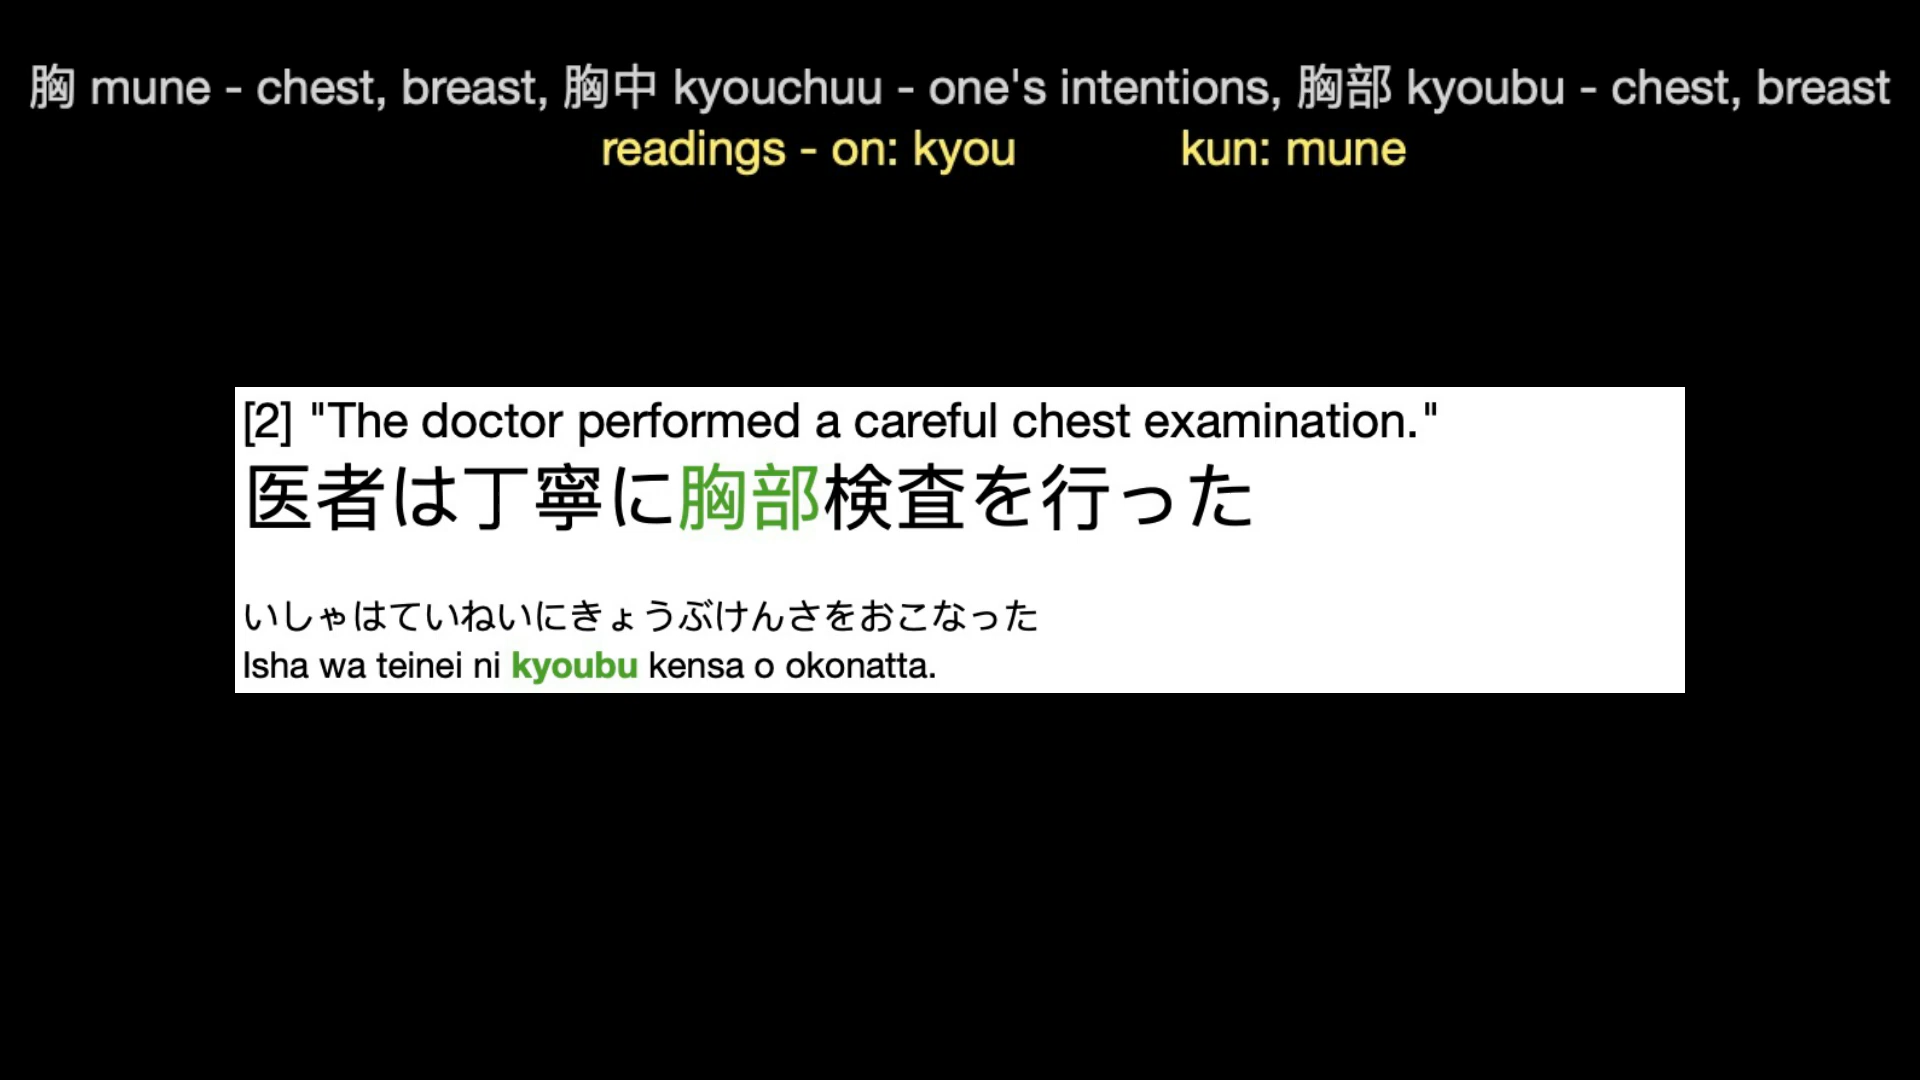 胸 mune - chest, breast, 胸中 kyouchuu - one's intentions, 胸部 kyoubu - chest, breast
readings - on: kyou kun: mune
[2] "The doctor performed a careful chest examination."
医者は丁寧に胸部検査を行った
いしゃはていねいにきょうぶけんさをおこなった
Isha wa teinei ni kyoubu kensa o okonatta.